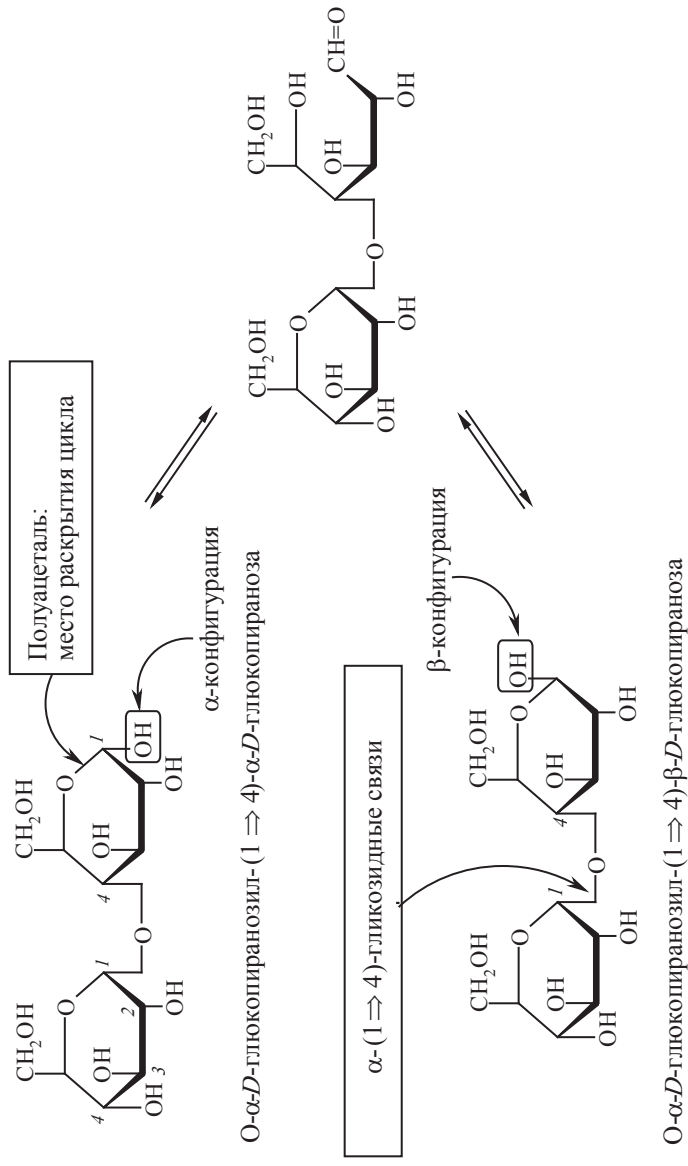 Полуацеталь:
место раскрытия цикла
CH2OH
O
OH
OH
OH
1
2
3
4
O
CH2OH
O
OH
OH
OH
1
4
α-конфигурация
O-α-D-глюкопиранозил-(1 ⇒ 4)-α-D-глюкопираноза
CH2OH
O
OH
OH
OH
O
CH2OH
OH
OH
OH
CH=O
α-(1 ⇒ 4)-гликозидные связи
β-конфигурация
CH2OH
O
OH
OH
OH
1
O
CH2OH
O
OH
OH
OH
4
O-α-D-глюкопиранозил-(1 ⇒ 4)-β-D-глюкопираноза